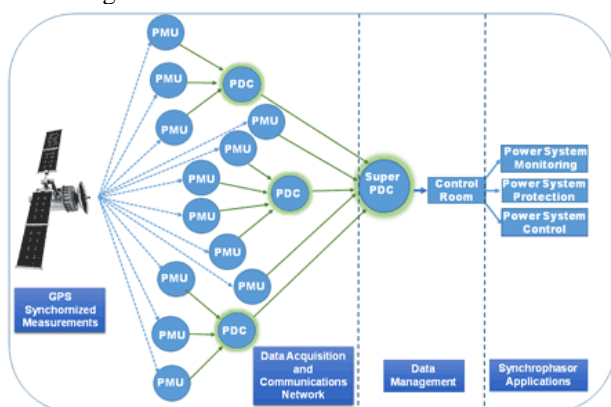 PMU
PMU
PDC
PMU
PMU
PMU
Super
PDC
Control
Room
Power System
Monitoring
Power System
Protection
Power System
Control
PMU
PDC
PMU
PMU
PMU
PMU
PMU
PDC
PMU
GPS
Synchornized
Measurements
Data Acquisition
and
Communications
Network
Data
Management
Synchrophasor
Applications